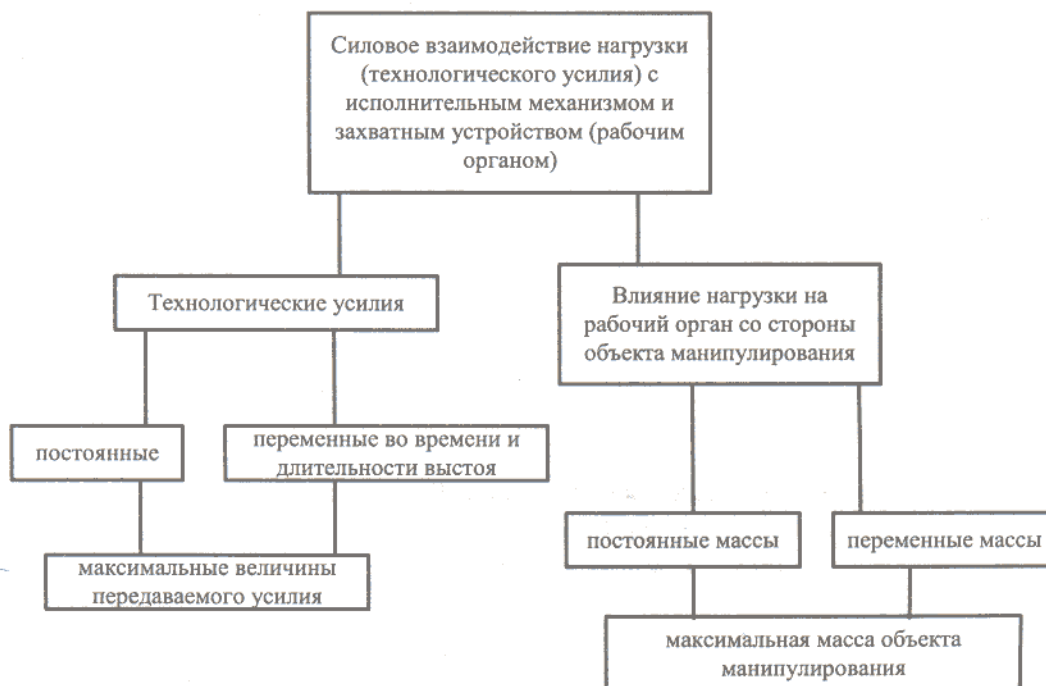 Силовое взаимодействие нагрузки
(технологического усилия) с
исполнительным механизмом и
захватным устройством (рабочим
органом)
Технологические усилия
Влияние нагрузки на
рабочий орган со стороны
объекта манипулирования
постоянные
переменные во времени и
длительности выстоя
постоянные массы
переменные массы
максимальные величины
передаваемого усилия
максимальная масса объекта
манипулирования